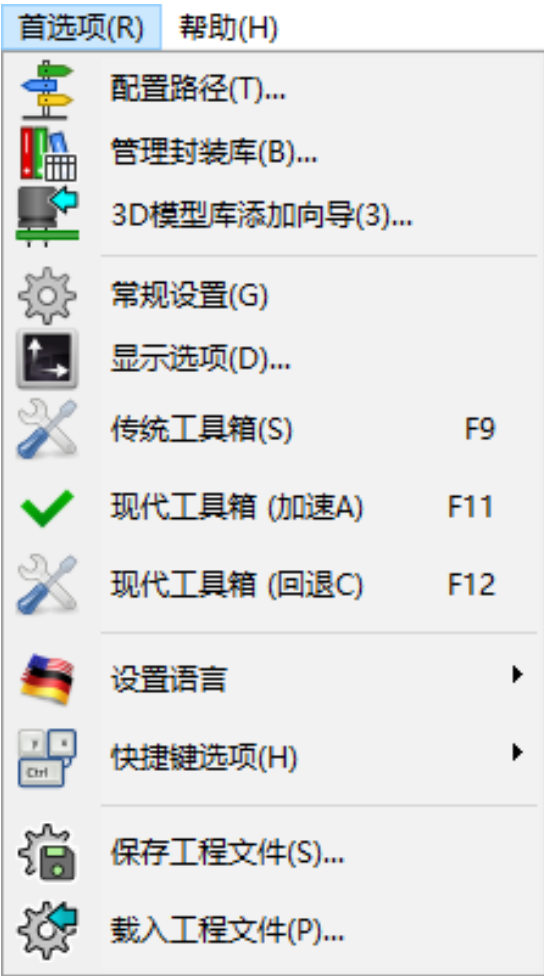 首选项(R) 帮助(H)
配置路径(T)...
管理封装库(B)...
3D模型库添加向导(3)...
常规设置(G)
显示选项(D)...
传统工具箱(S) F9
现代工具箱 (加速A) F11
现代工具箱 (回退C) F12
设置语言
快捷键选项(H)
y x
Ctrl
保存工程文件(S)...
载入工程文件(P)...